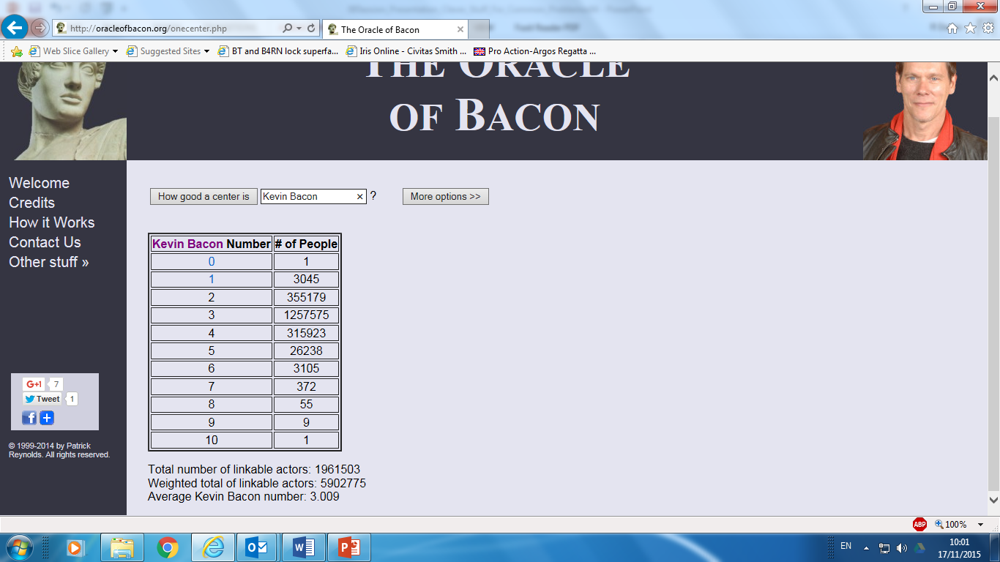 http://oracleofbacon.org/onecenter.php
The Oracle of Bacon
Web Slice Gallery
Suggested Sites
BT and B4RN lock superfa...
Iris Online - Civitas Smith ...
Pro Action-Argos Regatta ...
THE ORACLE
OF BACON
Welcome
Credits
How it Works
Contact Us
Other stuff »
G+1 7
Tweet 1
© 1999-2014 by Patrick
Reynolds. All rights reserved.
How good a center is Kevin Bacon × ? More options >>
Kevin Bacon Number # of People
0 1
1 3045
2 355179
3 1257575
4 315923
5 26238
6 3105
7 372
8 55
9 9
10 1
Total number of linkable actors: 1961503
Weighted total of linkable actors: 5902775
Average Kevin Bacon number: 3.009
ABP 100%
EN 10:01
17/11/2015